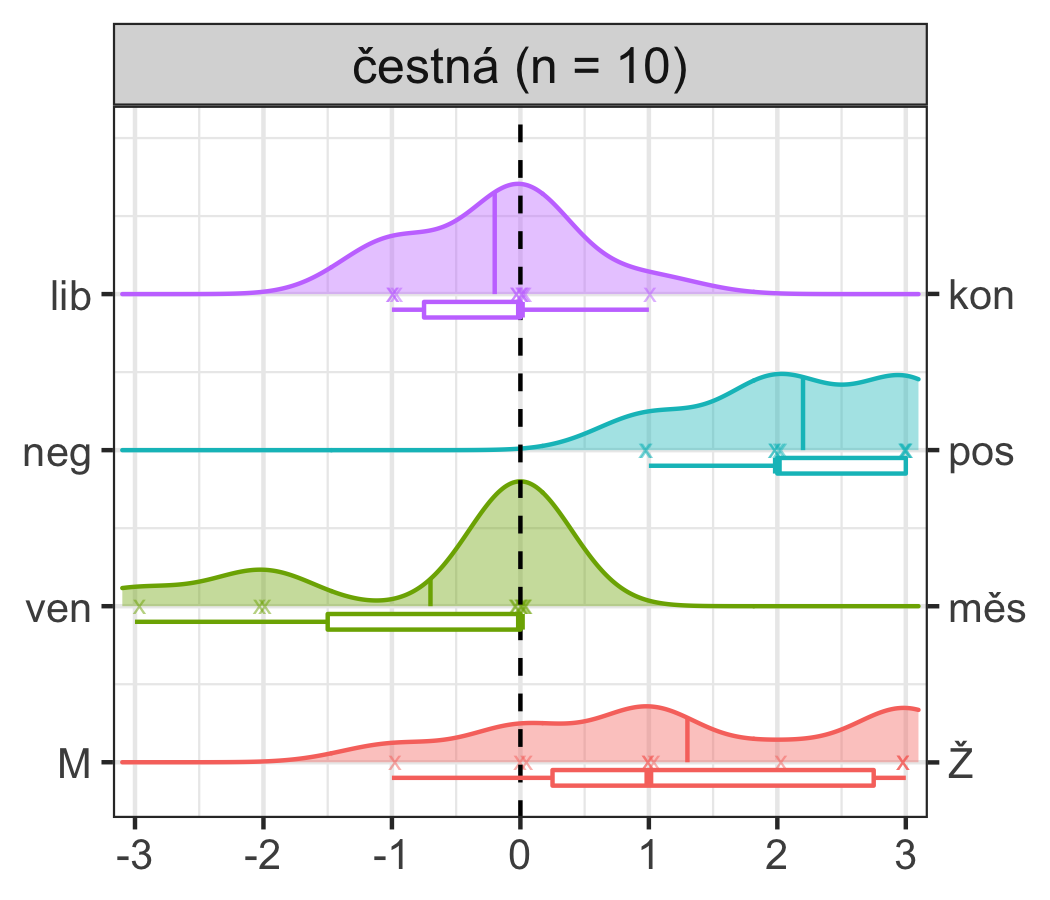 čestná (n = 10)
lib kon
neg pos
ven měs
M Ž
-3 -2 -1 0 1 2 3